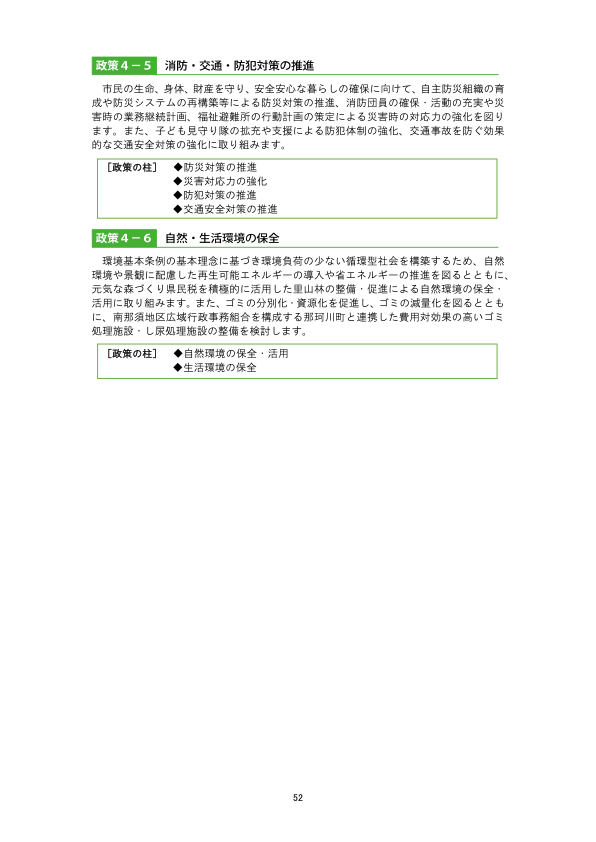 政策４－５　消防・交通・防犯対策の推進
　市民の生命、身体、財産を守り、安全安心な暮らしの確保に向けて、自主防災組織の育
成や防災システムの再構築等による防災対策の推進、消防団員の確保・活動の充実や災
害時の業務継続計画、福祉避難所の行動計画の策定による災害時の対応力の強化を図り
ます。また、子ども見守り隊の拡充や支援による防犯体制の強化、交通事故を防ぐ効果
的な交通安全対策の強化に取り組みます。
［政策の柱］　◆防災対策の推進
◆災害対応力の強化
◆防犯対策の推進
◆交通安全対策の推進
政策４－６　自然・生活環境の保全
　環境基本条例の基本理念に基づき環境負荷の少ない循環型社会を構築するため、自然
環境や景観に配慮した再生可能エネルギーの導入や省エネルギーの推進を図るとともに、
元気な森づくり県民税を積極的に活用した里山林の整備・促進による自然環境の保全・
活用に取り組みます。また、ゴミの分別化・資源化を促進し、ゴミの減量化を図るととも
に、南那須地区広域行政事務組合を構成する那珂川町と連携した費用対効果の高いゴミ
処理施設・し尿処理施設の整備を検討します。
［政策の柱］　◆自然環境の保全・活用
◆生活環境の保全
52